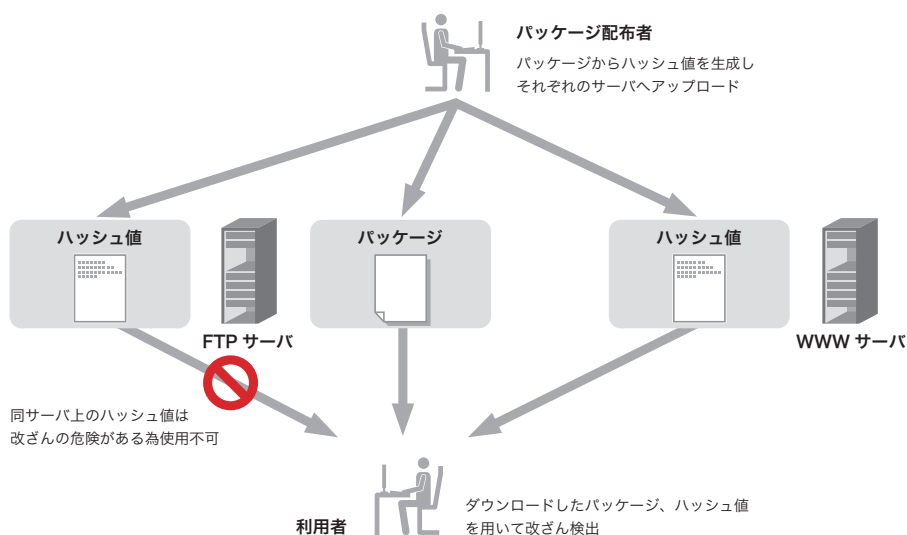 パッケージ配布者
パッケージからハッシュ値を生成し
それぞれのサーバへアップロード
ハッシュ値
パッケージ
ハッシュ値
FTP サーバ
WWW サーバ
同サーバ上のハッシュ値は
改ざんの危険がある為使用不可
利用者
ダウンロードしたパッケージ、ハッシュ値
を用いて改ざん検出